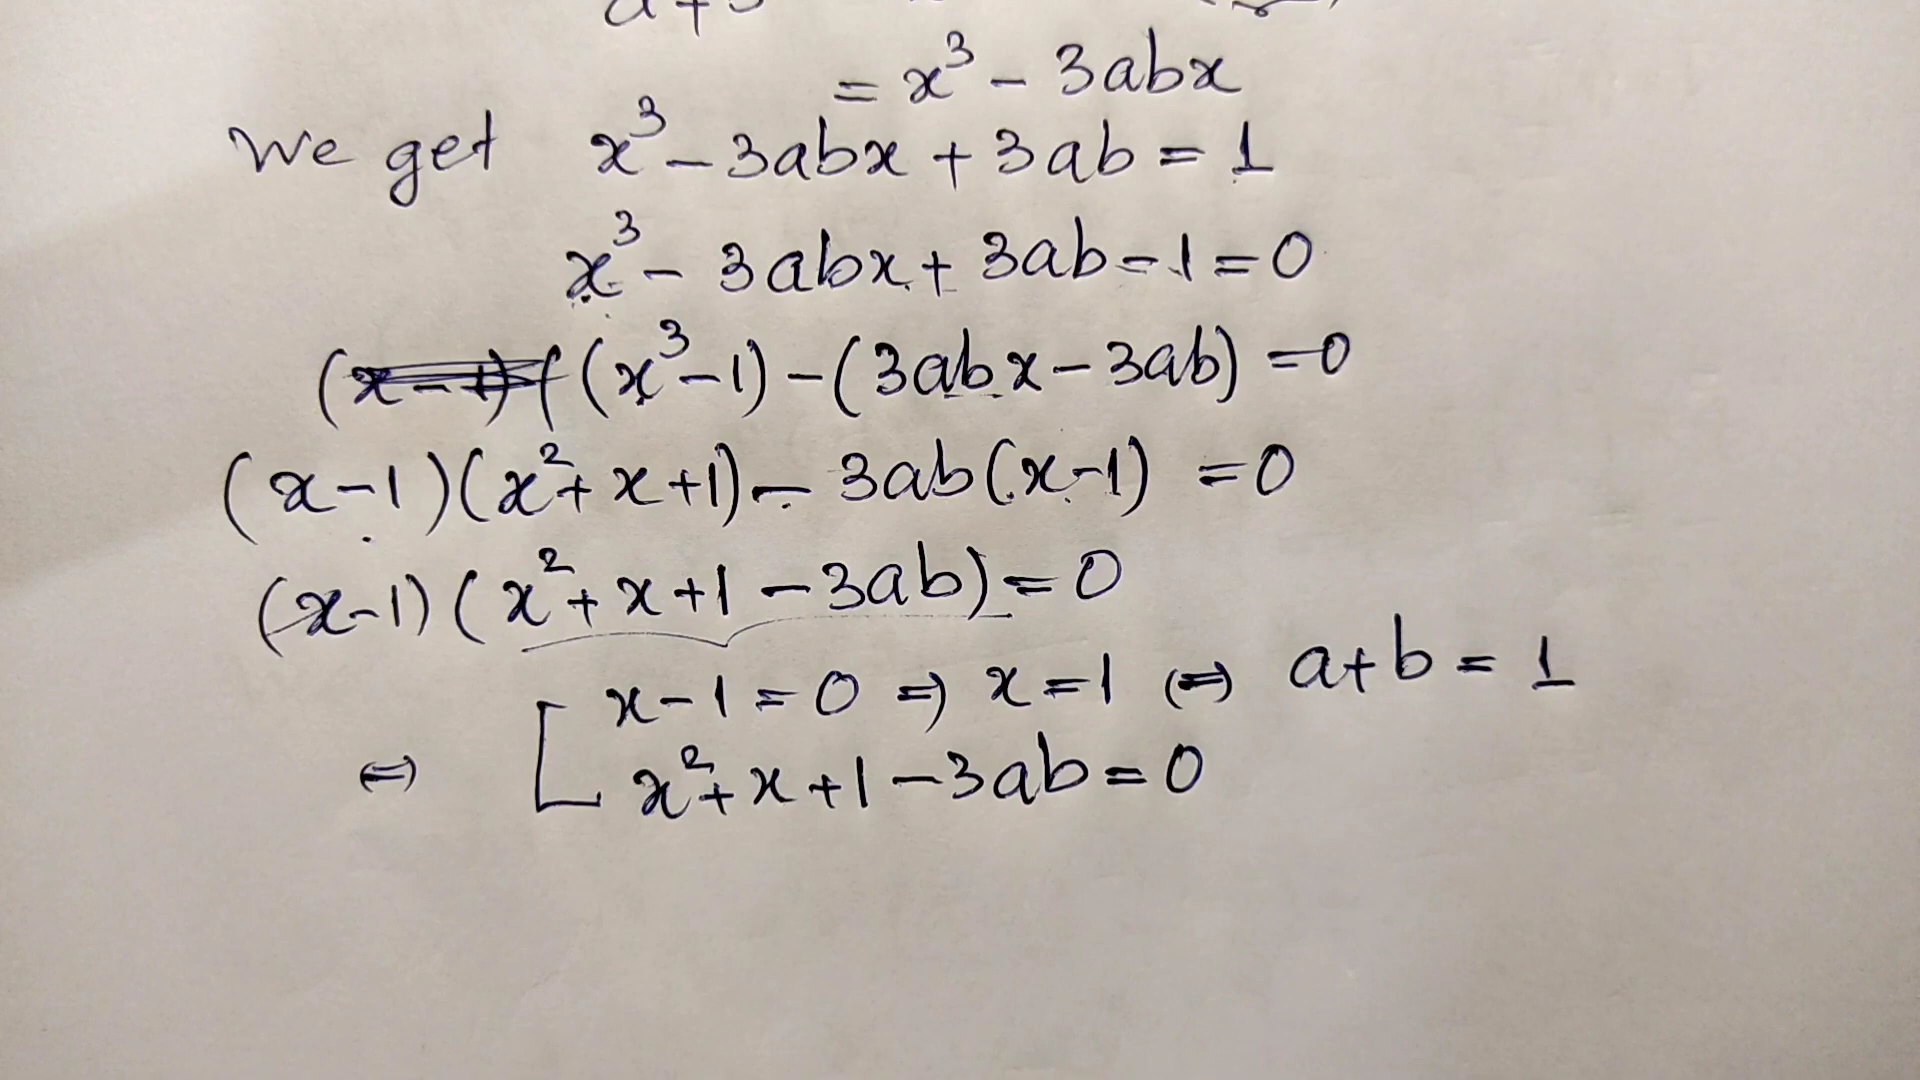 = x³ - 3abx
We get x³ - 3abx + 3ab = 1
x³ - 3abx + 3ab - 1 = 0
(x³ - 1) - (3abx - 3ab) = 0
(x - 1)(x² + x + 1) - 3ab(x - 1) = 0
(x - 1)(x² + x + 1 - 3ab) = 0
x - 1 = 0 ⇒ x = 1 ⇔ a + b = 1
⇔ [ x² + x + 1 - 3ab = 0